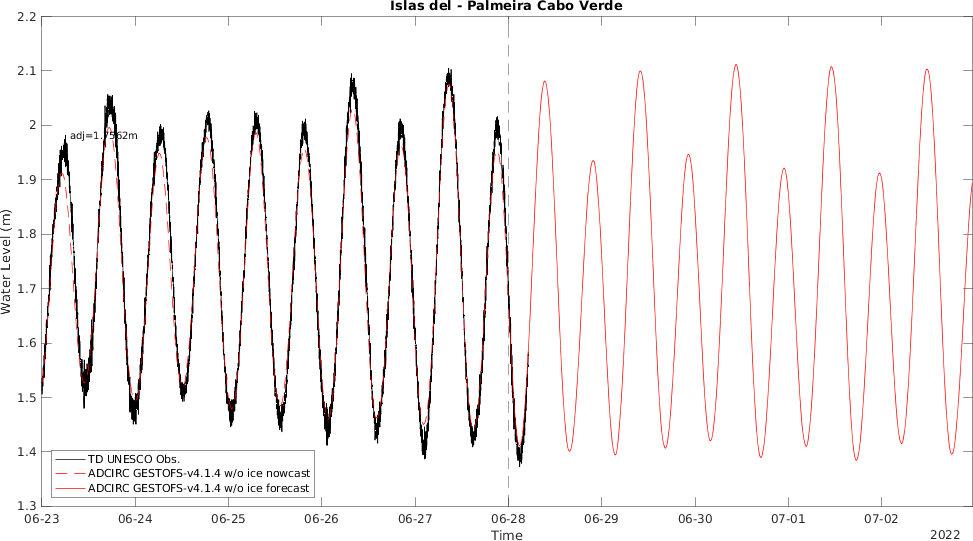 Islas del - Palmeira Cabo Verde
2.2
2.1
2
1.9
1.8
1.7
1.6
1.5
1.4
1.3
Water Level (m)
adj=1.7562m
TD UNESCO Obs.
ADCIRC GESTOFS-v4.1.4 w/o ice nowcast
ADCIRC GESTOFS-v4.1.4 w/o ice forecast
06-23 06-24 06-25 06-26 06-27 06-28 06-29 06-30 07-01 07-02
Time
2022